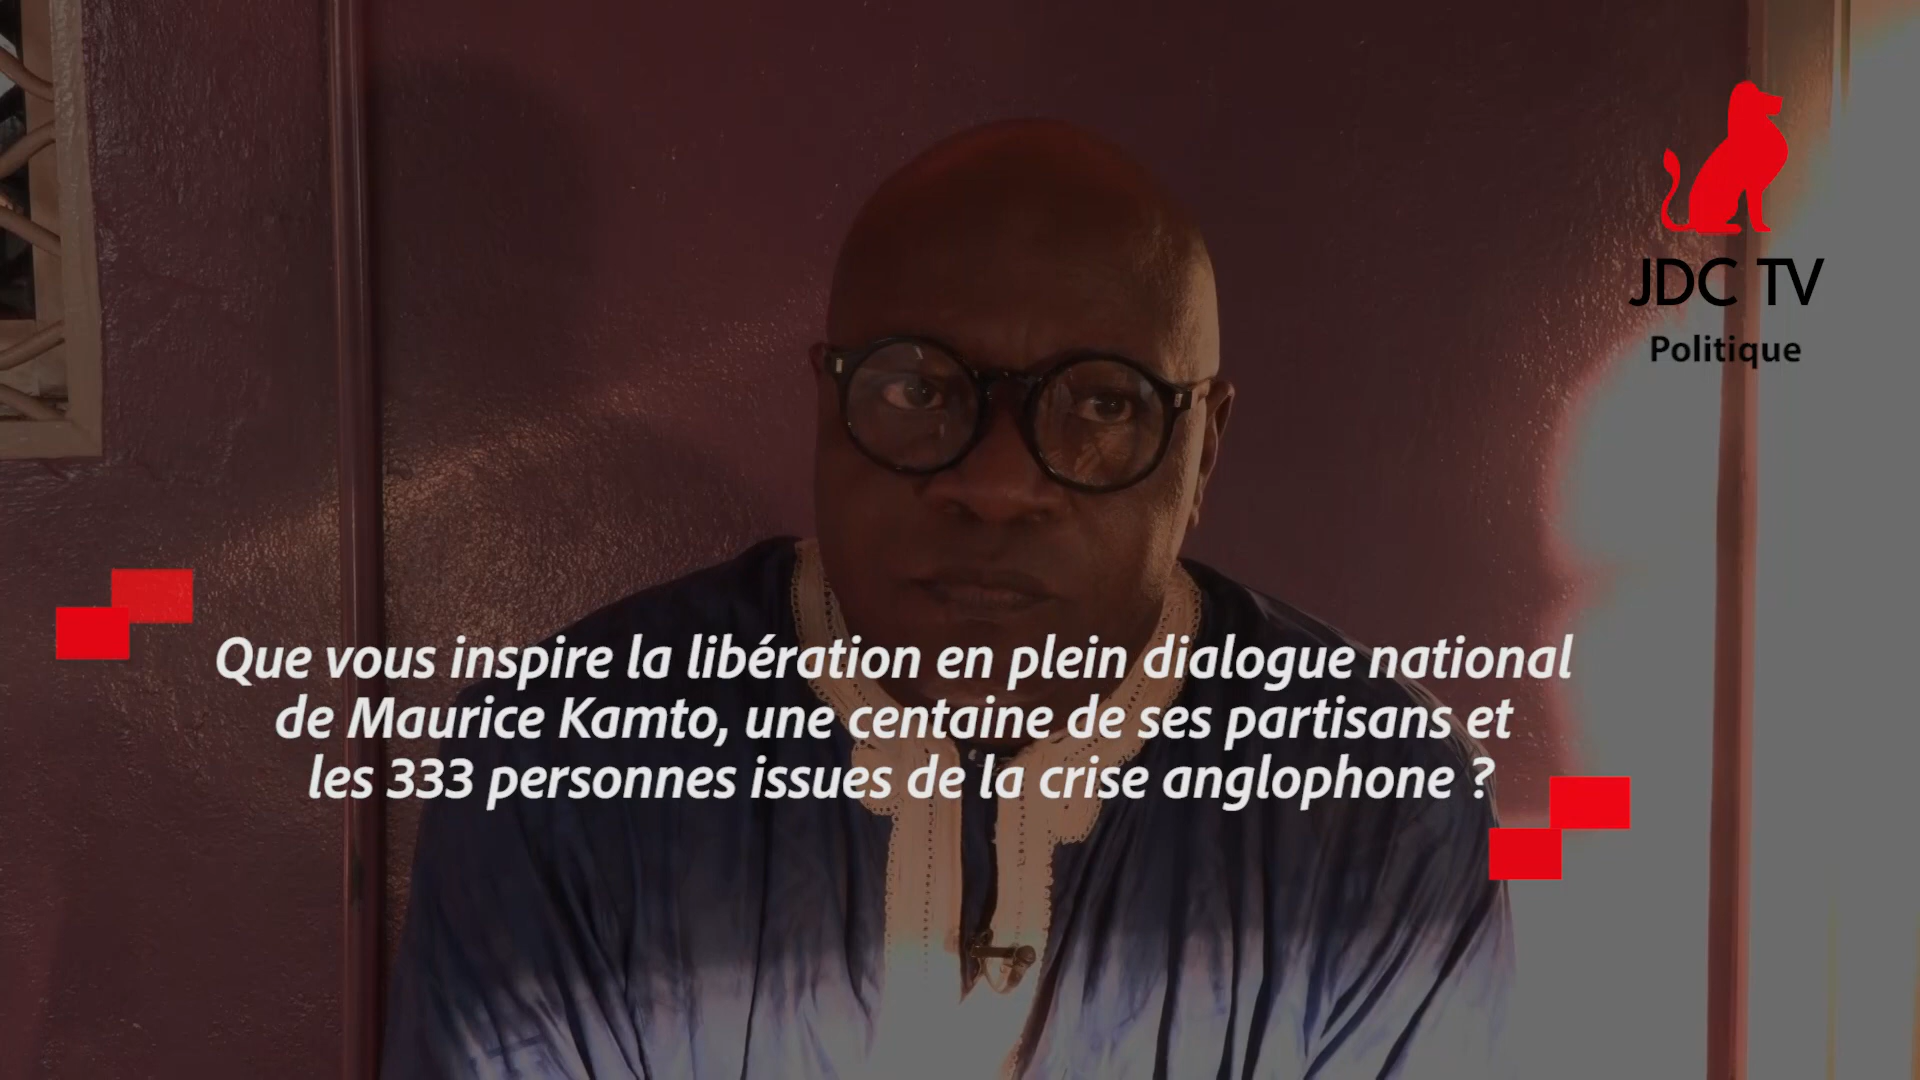 JDC TV
Politique
Que vous inspire la libération en plein dialogue national
de Maurice Kamto, une centaine de ses partisans et
les 333 personnes issues de la crise anglophone ?